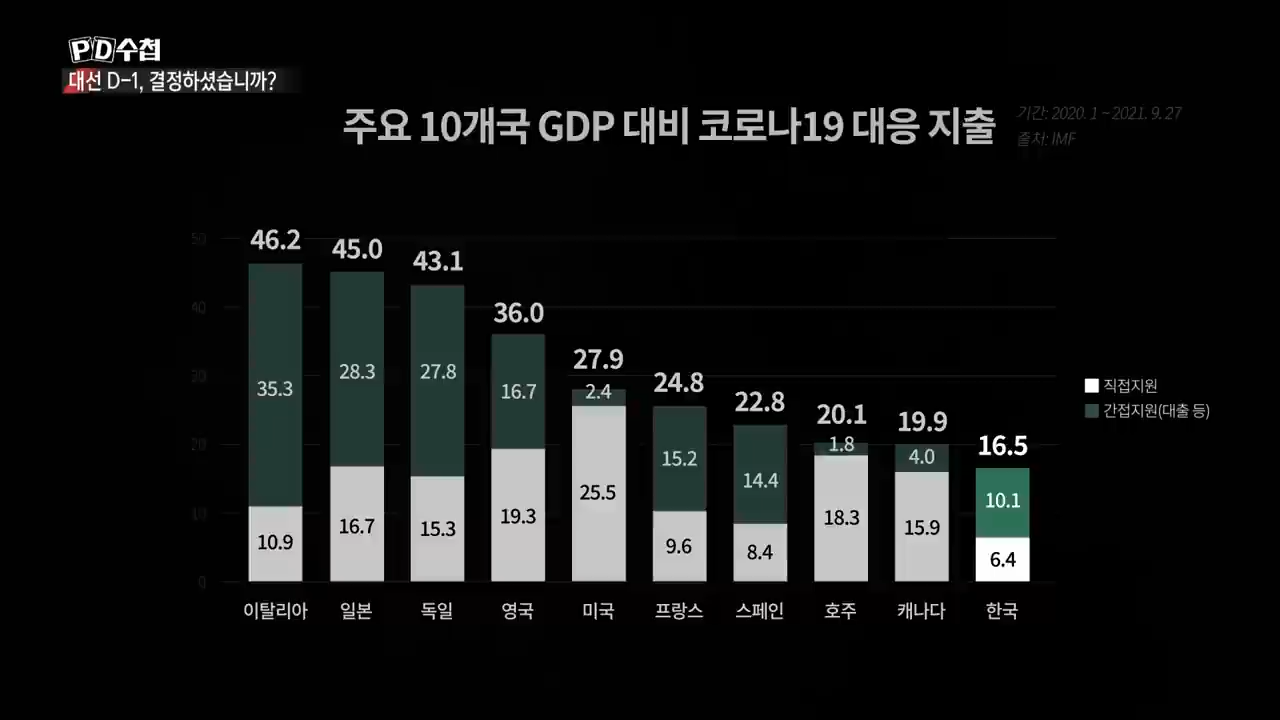 PD수첩
대선 D-1, 결정하셨습니까?
주요 10개국 GDP 대비 코로나19 대응 지출
기간: 2020. 1 ~ 2021. 9. 27
출처: IMF
50
40
30
20
10
0
46.2
45.0
43.1
36.0
27.9
24.8
22.8
20.1
19.9
16.5
35.3
28.3
27.8
16.7
2.4
15.2
14.4
1.8
4.0
10.1
10.9
16.7
15.3
19.3
25.5
9.6
8.4
18.3
15.9
6.4
이탈리아
일본
독일
영국
미국
프랑스
스페인
호주
캐나다
한국
직접지원
간접지원(대출 등)